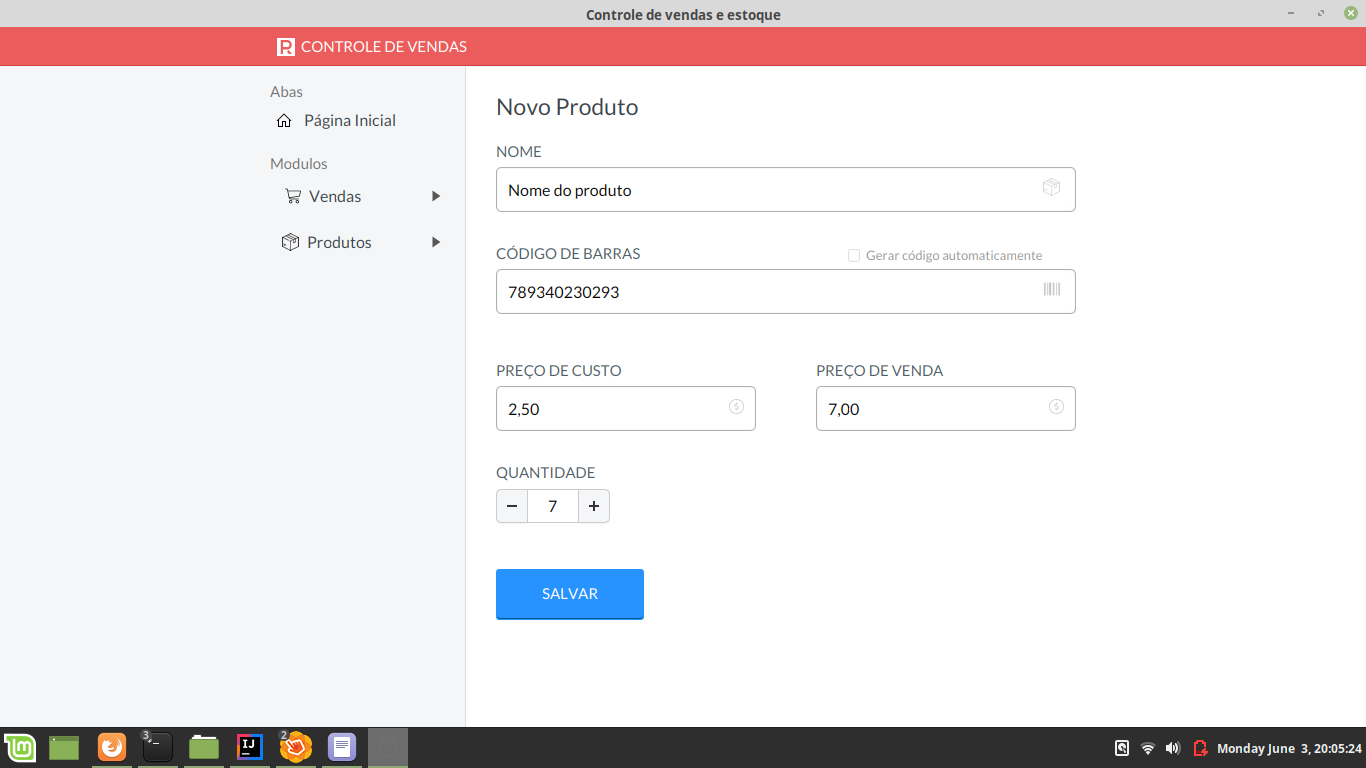 Controle de vendas e estoque
R CONTROLE DE VENDAS
Abas
Página Inicial
Modulos
Vendas
Produtos
Novo Produto
NOME
Nome do produto
CÓDIGO DE BARRAS
Gerar código automaticamente
789340230293
PREÇO DE CUSTO
PREÇO DE VENDA
2,50
7,00
QUANTIDADE
− 7 +
SALVAR
3
IJ
2
Monday June 3, 20:05:24